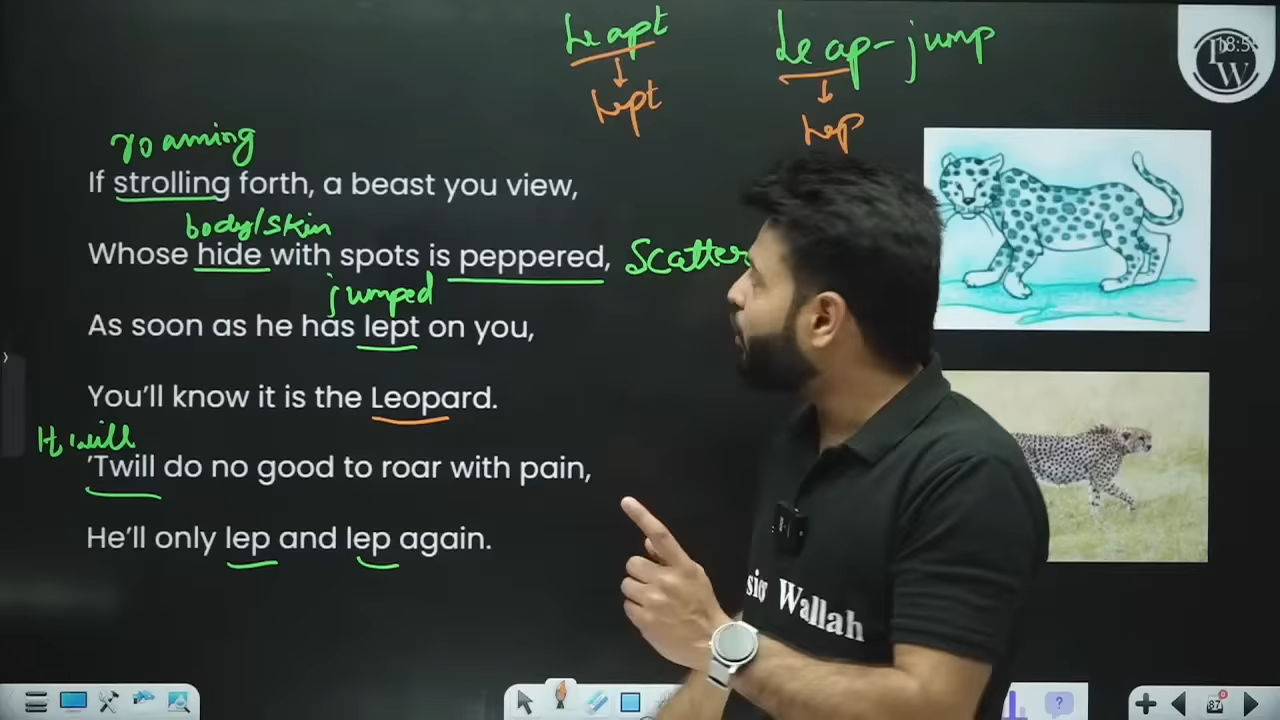 Leapt Leap-jump
lept lep
roaming
If strolling forth, a beast you view,
body/skin
Whose hide with spots is peppered, Scatter
jumped
As soon as he has lept on you,
You'll know it is the Leopard.
It will
'Twill do no good to roar with pain,
He'll only lep and lep again.
Wallah